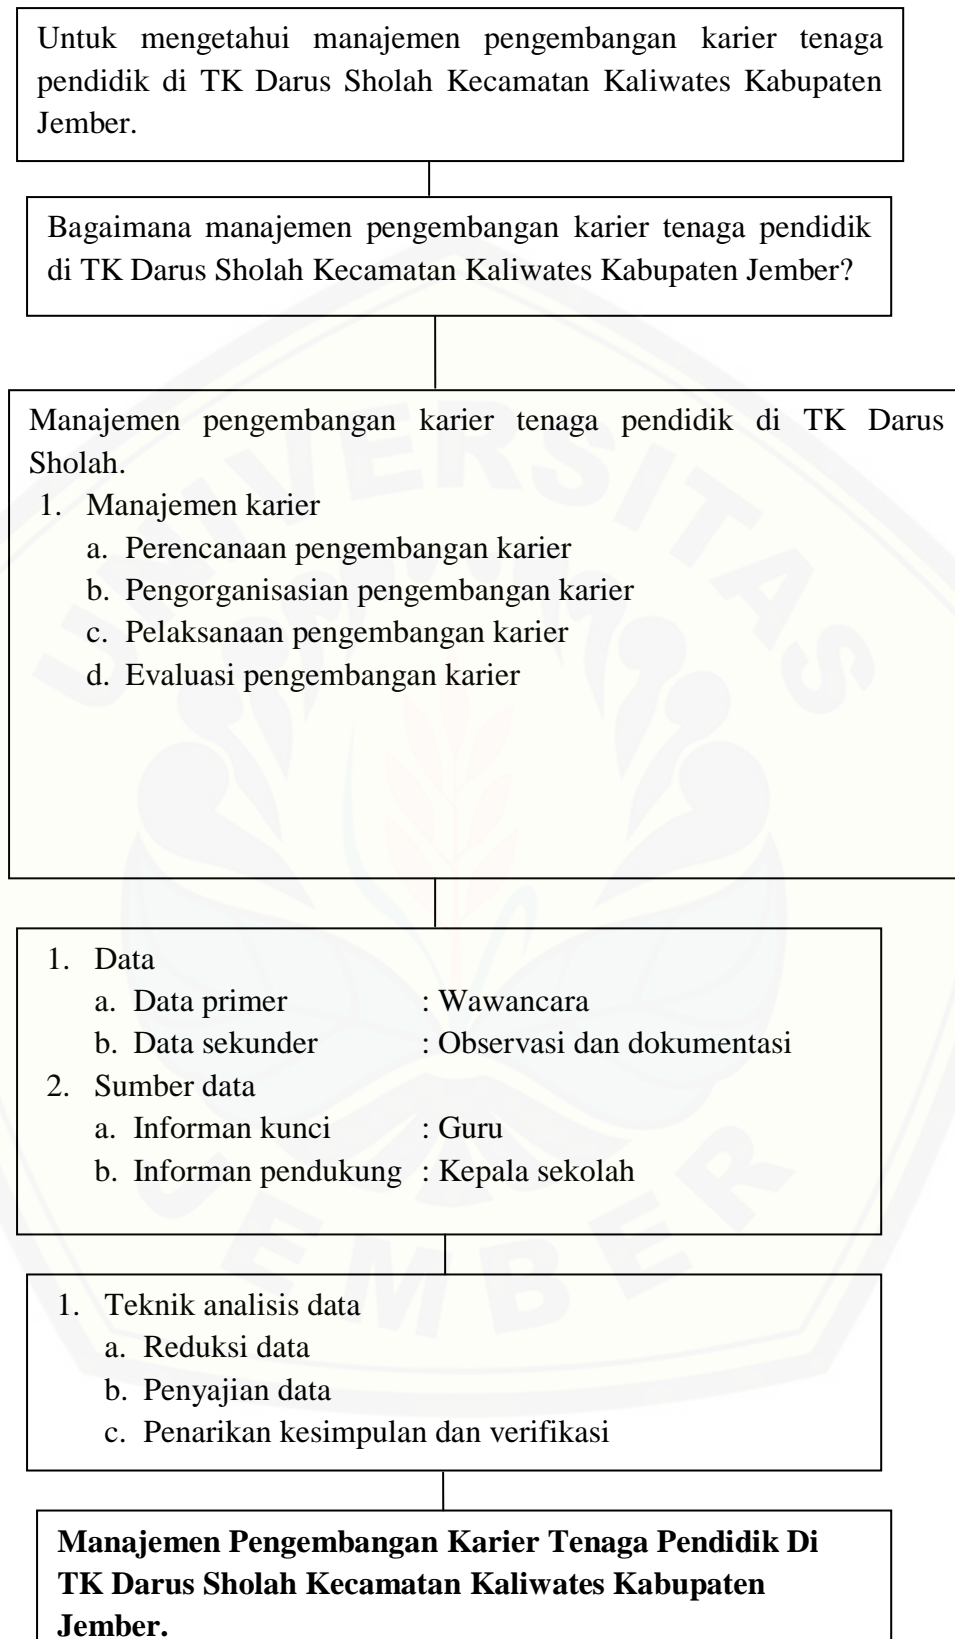 Untuk mengetahui manajemen pengembangan karier tenaga
pendidik di TK Darus Sholah Kecamatan Kaliwates Kabupaten
Jember.
Bagaimana manajemen pengembangan karier tenaga pendidik
di TK Darus Sholah Kecamatan Kaliwates Kabupaten Jember?
Manajemen pengembangan karier tenaga pendidik di TK Darus
Sholah.
1. Manajemen karier
a. Perencanaan pengembangan karier
b. Pengorganisasian pengembangan karier
c. Pelaksanaan pengembangan karier
d. Evaluasi pengembangan karier
1. Data
a. Data primer : Wawancara
b. Data sekunder : Observasi dan dokumentasi
2. Sumber data
a. Informan kunci : Guru
b. Informan pendukung : Kepala sekolah
1. Teknik analisis data
a. Reduksi data
b. Penyajian data
c. Penarikan kesimpulan dan verifikasi
Manajemen Pengembangan Karier Tenaga Pendidik Di
TK Darus Sholah Kecamatan Kaliwates Kabupaten
Jember.
UNIVERSITAS
JEMBER